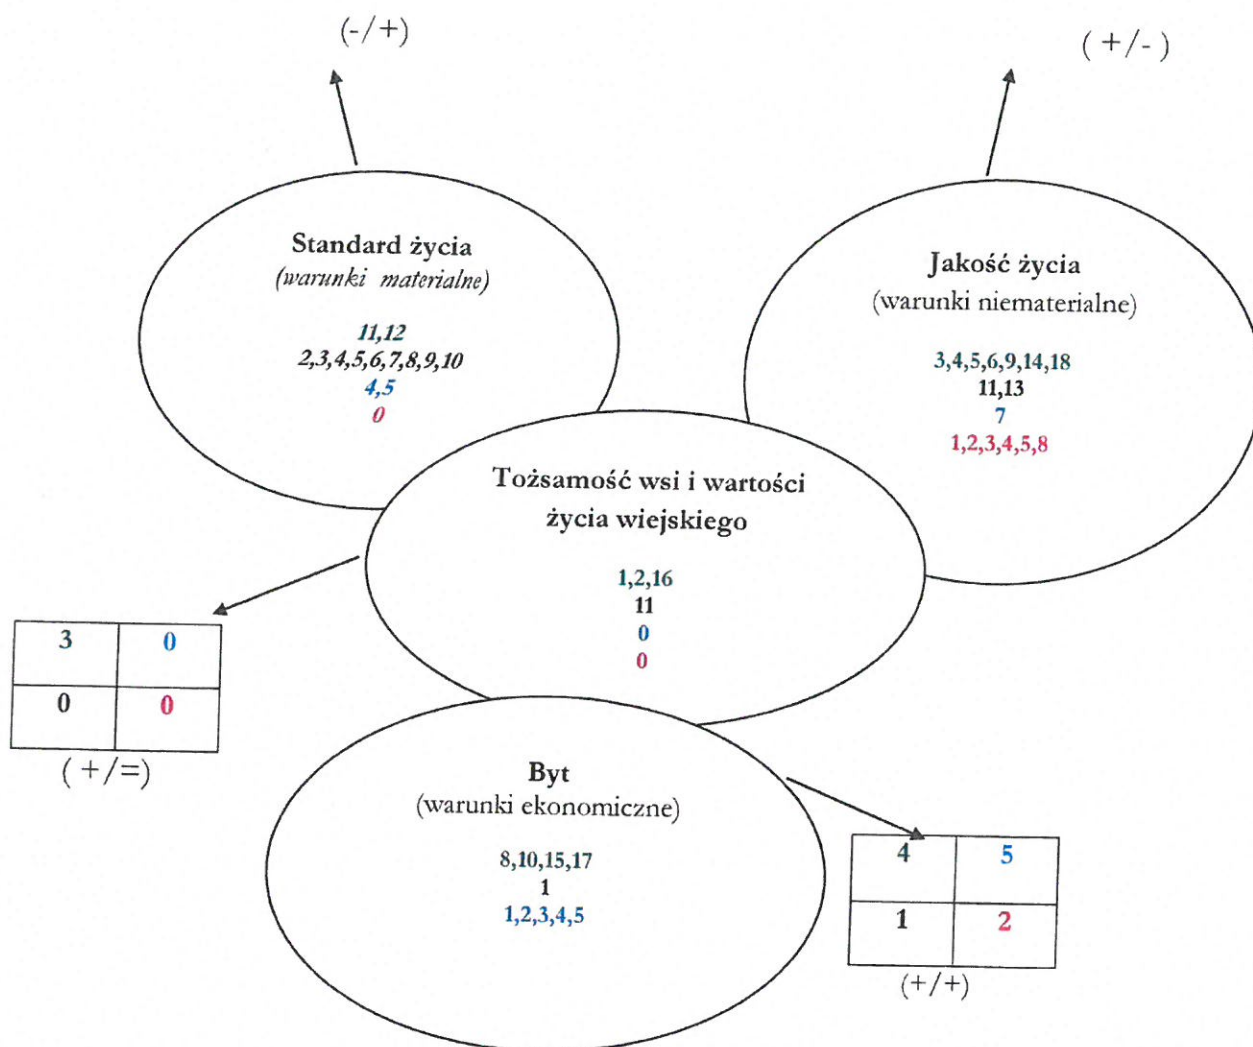 (-/+)
( +/- )
Standard życia
(warunki materialne)
11,12
2,3,4,5,6,7,8,9,10
4,5
0
Jakość życia
(warunki niematerialne)
3,4,5,6,9,14,18
11,13
7
1,2,3,4,5,8
Tożsamość wsi i wartości
życia wiejskiego
1,2,16
11
0
0
3 0
0 0
( +/=)
Byt
(warunki ekonomiczne)
8,10,15,17
1
1,2,3,4,5
4 5
1 2
(+/+)